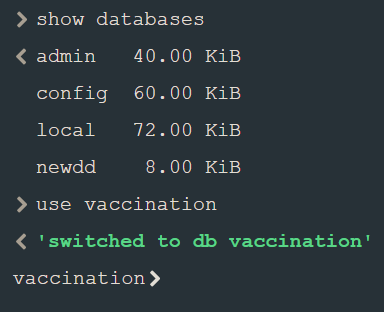 > show databases
< admin   40.00 KiB
config  60.00 KiB
local   72.00 KiB
newdd    8.00 KiB
> use vaccination
< 'switched to db vaccination'
vaccination>